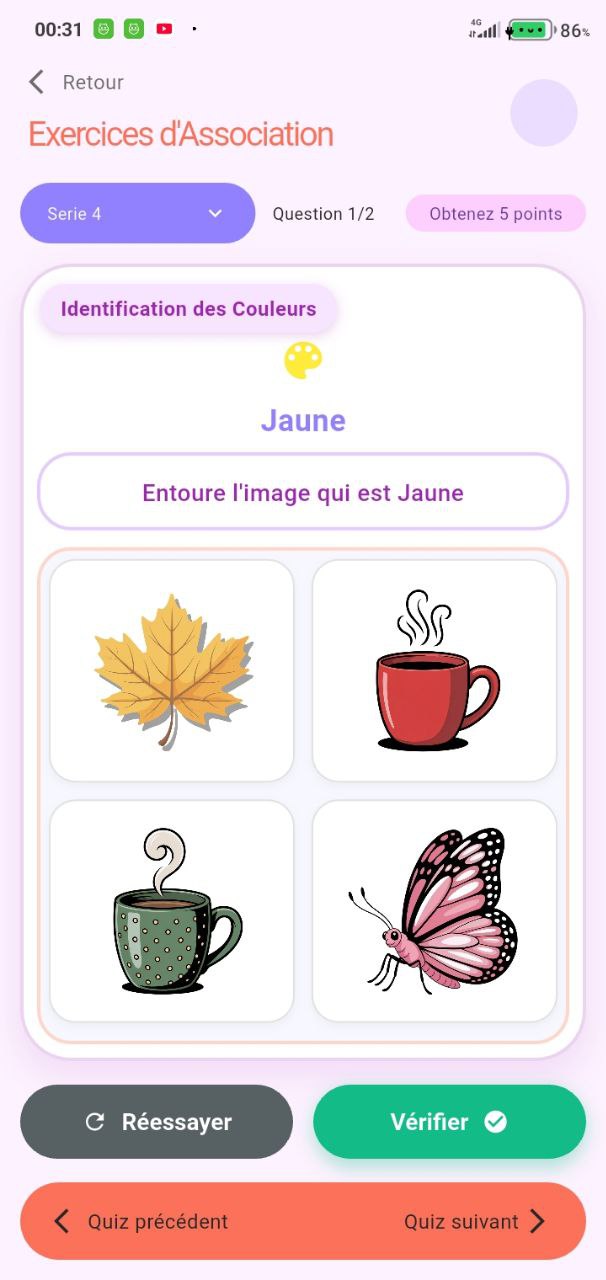 00:31
4G
86%
Retour
Exercices d'Association
Serie 4
Question 1/2
Obtenez 5 points
Identification des Couleurs
Jaune
Entoure l'image qui est Jaune
Réessayer
Vérifier
Quiz précédent
Quiz suivant